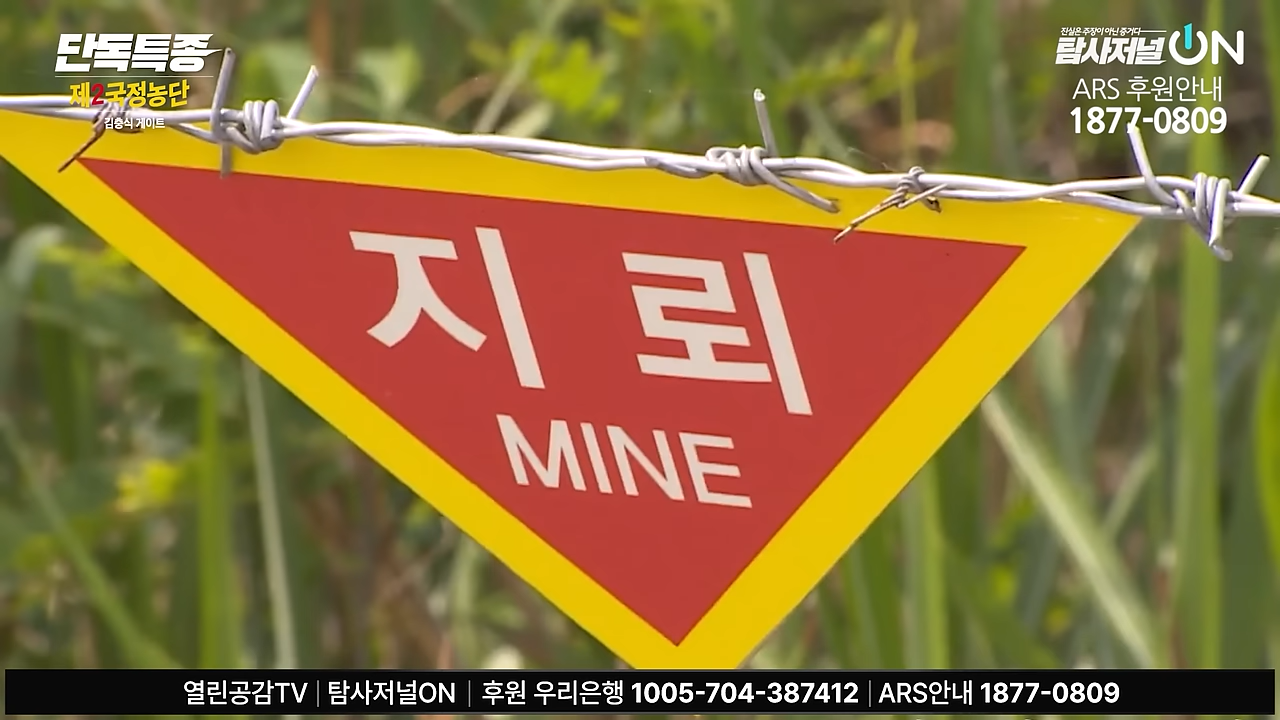 단독특종
제2국정농단
김충식 게이트
진실은 주장이 아닌 증거다
탐사저널ON
ARS 후원안내
1877-0809
지뢰
MINE
열린공감TV | 탐사저널ON | 후원 우리은행 1005-704-387412 | ARS안내 1877-0809